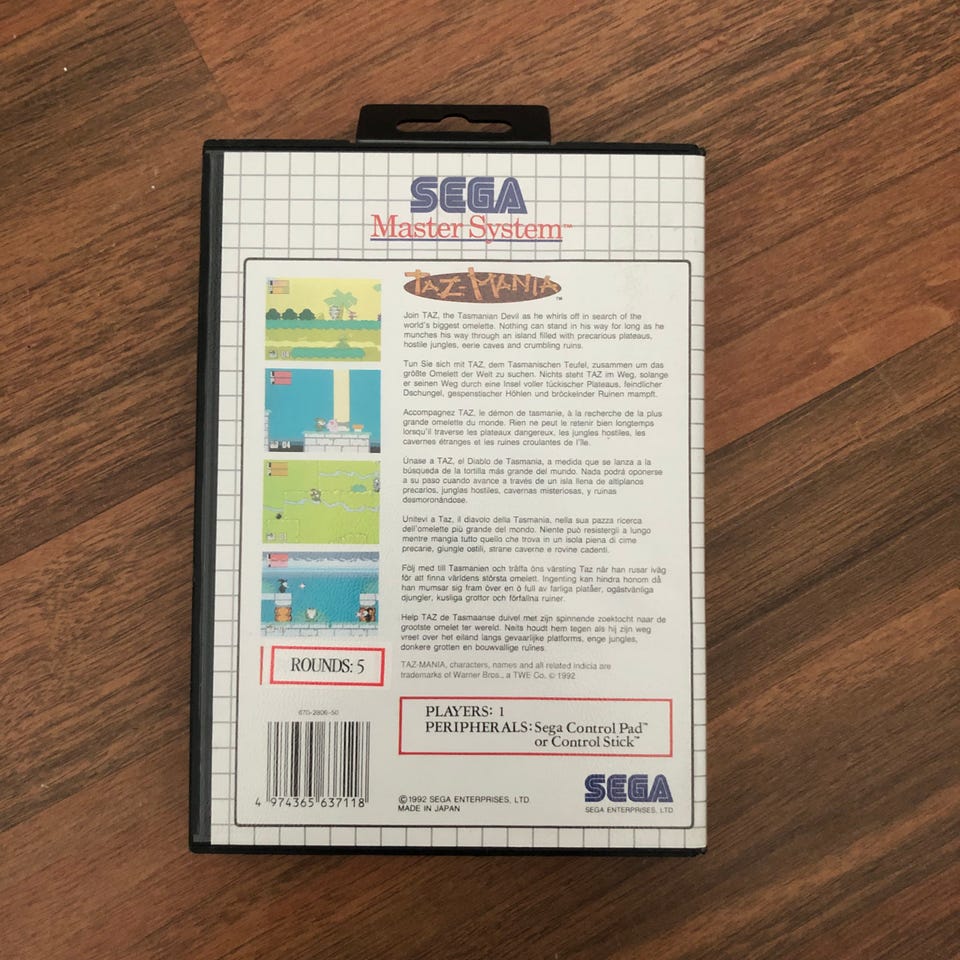 SEGA
Master System™
TAZ-MANIA™
Join TAZ, the Tasmanian Devil as he whirls off in search of the
world's biggest omelette. Nothing can stand in his way for long as he
munches his way through an island filled with precarious plateaus,
hostile jungles, eerie caves and crumbling ruins.
Tun Sie sich mit TAZ, dem Tasmanischen Teufel, zusammen um das
größte Omelett der Welt zu suchen. Nichts steht TAZ im Weg, solange
er seinen Weg durch eine Insel voller tückischer Plateaus, feindlicher
Dschungel, gespenstischer Höhlen und bröckeinder Ruinen mampft.
Accompagnez TAZ, le démon de tasmanie, à la recherche de la plus
grande omelette du monde. Rien ne peut le retenir bien longtemps
lorsqu'il traverse les plateaux dangereux, les jungles hostiles, les
cavernes étranges et les ruines croulantes de l'île.
Únase a TAZ, el Diablo de Tasmania, a medida que se lanza a la
búsqueda de la tortilla más grande del mundo. Nada podrá oponerse
a su paso cuando avance a través de un isla llena de altiplanos
precarios, junglas hostiles, cavernas misteriosas, y ruinas
desmoronándose.
Unitevi a Taz, il diavolo della Tasmania, nella sua pazza ricerca
dell'omelette più grande del mondo. Niente può resistergli a lungo
mentre mangia tutto quello che trova in un isola piena di cime
precarie, giungle ostili, strane caverne e rovine cadenti.
Följ med till Tasmanien och träffa öns värsting Taz när han rusar iväg
för att finna världens största omelett. Ingenting kan hindra honom då
han mumsar sig fram över en ö full av farliga platåer, ogästvänliga
djungler, kusliga grottor och förfallna ruiner.
Help TAZ de Tasmaanse duivel met zijn spinnende zoektocht naar de
grootste omelet ter wereld. Neits houdt hem tegen als hij zijn weg
vreet over het eiland langs gevaarlijke platforms, enge jungles,
donkere grotten en bouwvallige ruïnes.
TAZ-MANIA, characters, names and all related indicia are
trademarks of Warner Bros., a TWE Co. © 1992
04
ROUNDS: 5
670-2806-50
4 974365 637118
PLAYERS: 1
PERIPHERALS: Sega Control Pad™
or Control Stick™
©1992 SEGA ENTERPRISES, LTD
MADE IN JAPAN
SEGA
SEGA ENTERPRISES, LTD